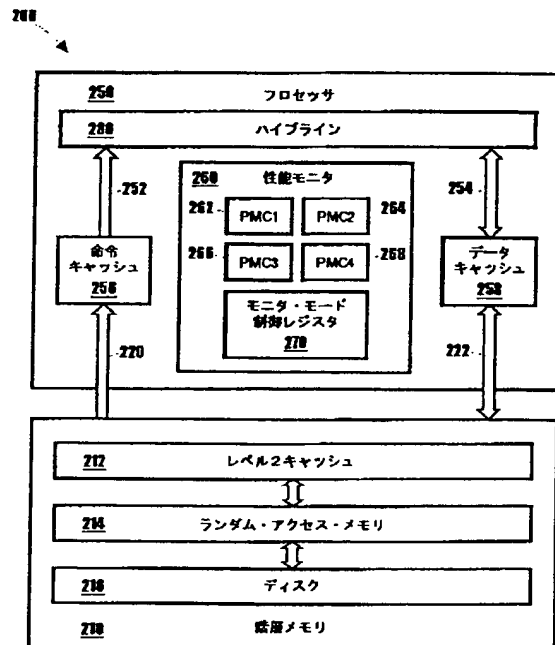 200
250 プロセッサ
280 パイプライン
252
260 性能モニタ
254
262 PMC1 PMC2 264
266 PMC3 PMC4 268
命令
キャッシュ
256
データ
キャッシュ
258
モニタ・モード
制御レジスタ
270
220
222
212 レベル2キャッシュ
214 ランダム・アクセス・メモリ
216 ディスク
210 階層メモリ